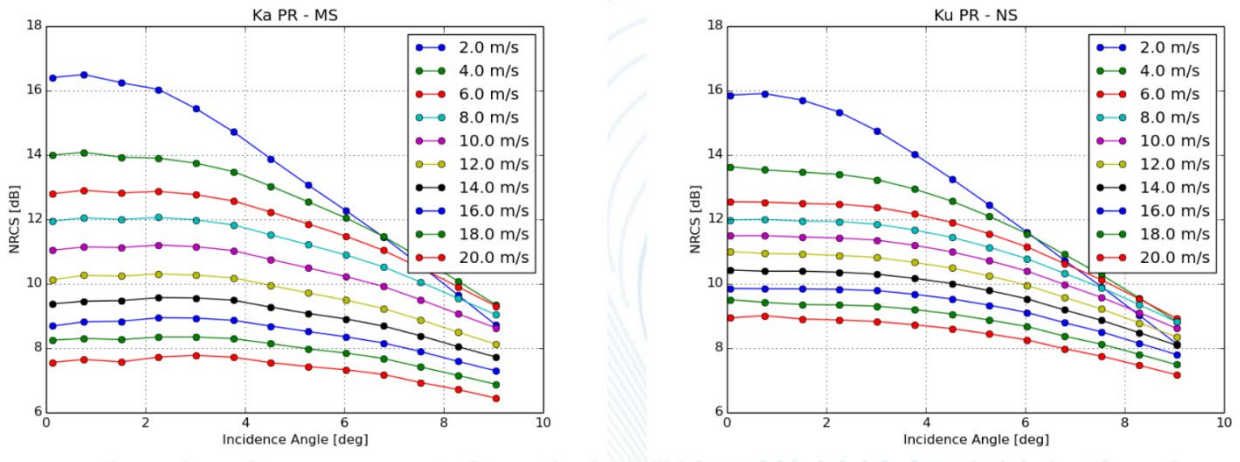 Ka PR - MS
18
16
14
12
10
8
6
NRCS [dB]
0
2
4
6
8
10
Incidence Angle [deg]
2.0 m/s
4.0 m/s
6.0 m/s
8.0 m/s
10.0 m/s
12.0 m/s
14.0 m/s
16.0 m/s
18.0 m/s
20.0 m/s
Ku PR - NS
18
16
14
12
10
8
6
NRCS [dB]
0
2
4
6
8
10
Incidence Angle [deg]
2.0 m/s
4.0 m/s
6.0 m/s
8.0 m/s
10.0 m/s
12.0 m/s
14.0 m/s
16.0 m/s
18.0 m/s
20.0 m/s